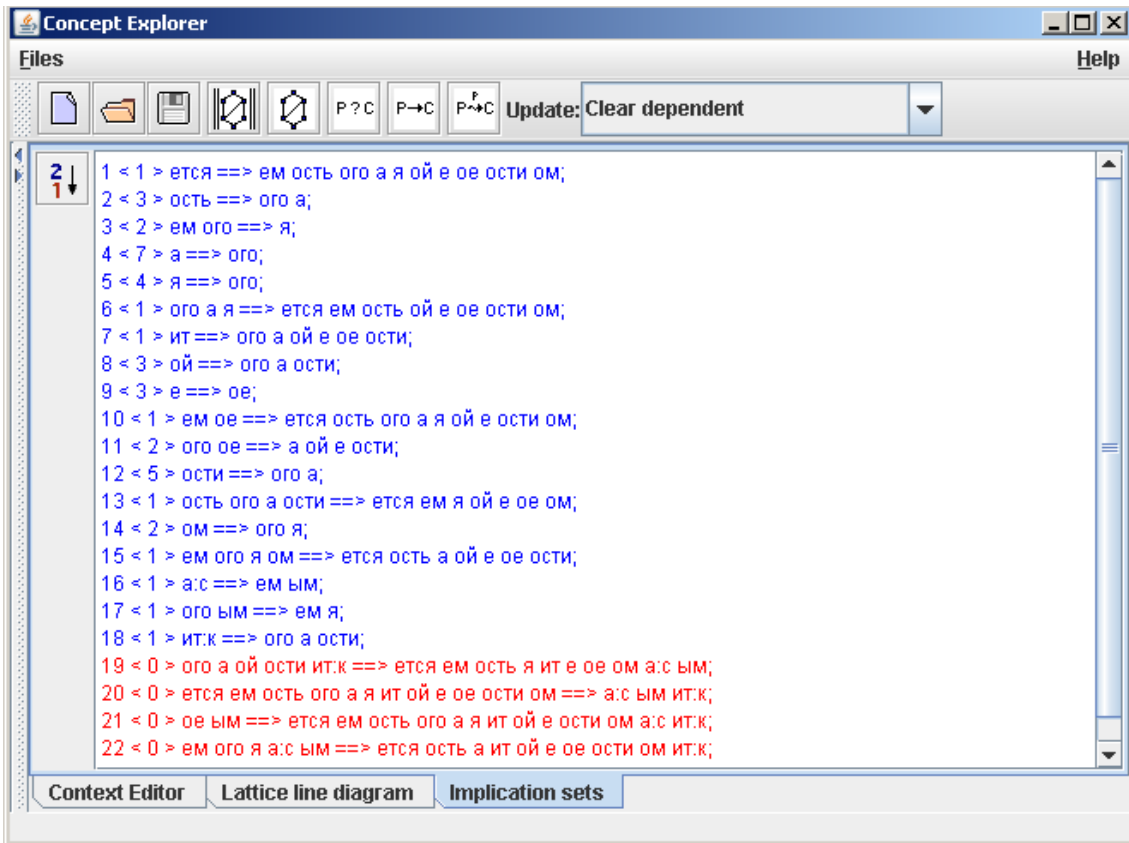 Concept Explorer
Files Help
P?C P→C P P↝C Update: Clear dependent
2 1
1 < 1 > ется ==> ем ость ого а я ой е ое ости ом;
2 < 3 > ость ==> ого а;
3 < 2 > ем ого ==> я;
4 < 7 > а ==> ого;
5 < 4 > я ==> ого;
6 < 1 > ого а я ==> ется ем ость ой е ое ости ом;
7 < 1 > ит ==> ого а ой е ое ости;
8 < 3 > ой ==> ого а ости;
9 < 3 > е ==> ое;
10 < 1 > ем ое ==> ется ость ого а я ой е ости ом;
11 < 2 > ого ое ==> а ой е ости;
12 < 5 > ости ==> ого а;
13 < 1 > ость ого а ости ==> ется ем я ой е ое ом;
14 < 2 > ом ==> ого я;
15 < 1 > ем ого я ом ==> ется ость а ой е ое ости;
16 < 1 > а:с ==> ем ым;
17 < 1 > ого ым ==> ем я;
18 < 1 > ит:к ==> ого а ости;
19 < 0 > ого а ой ости ит:к ==> ется ем ость я ит е ое ом а:с ым;
20 < 0 > ется ем ость ого а я ит ой е ое ости ом ==> а:с ым ит:к;
21 < 0 > ое ым ==> ется ем ость ого а я ит ой е ости ом а:с ит:к;
22 < 0 > ем ого я а:с ым ==> ется ость а ит ой е ое ости ом ит:к;
Context Editor Lattice line diagram Implication sets